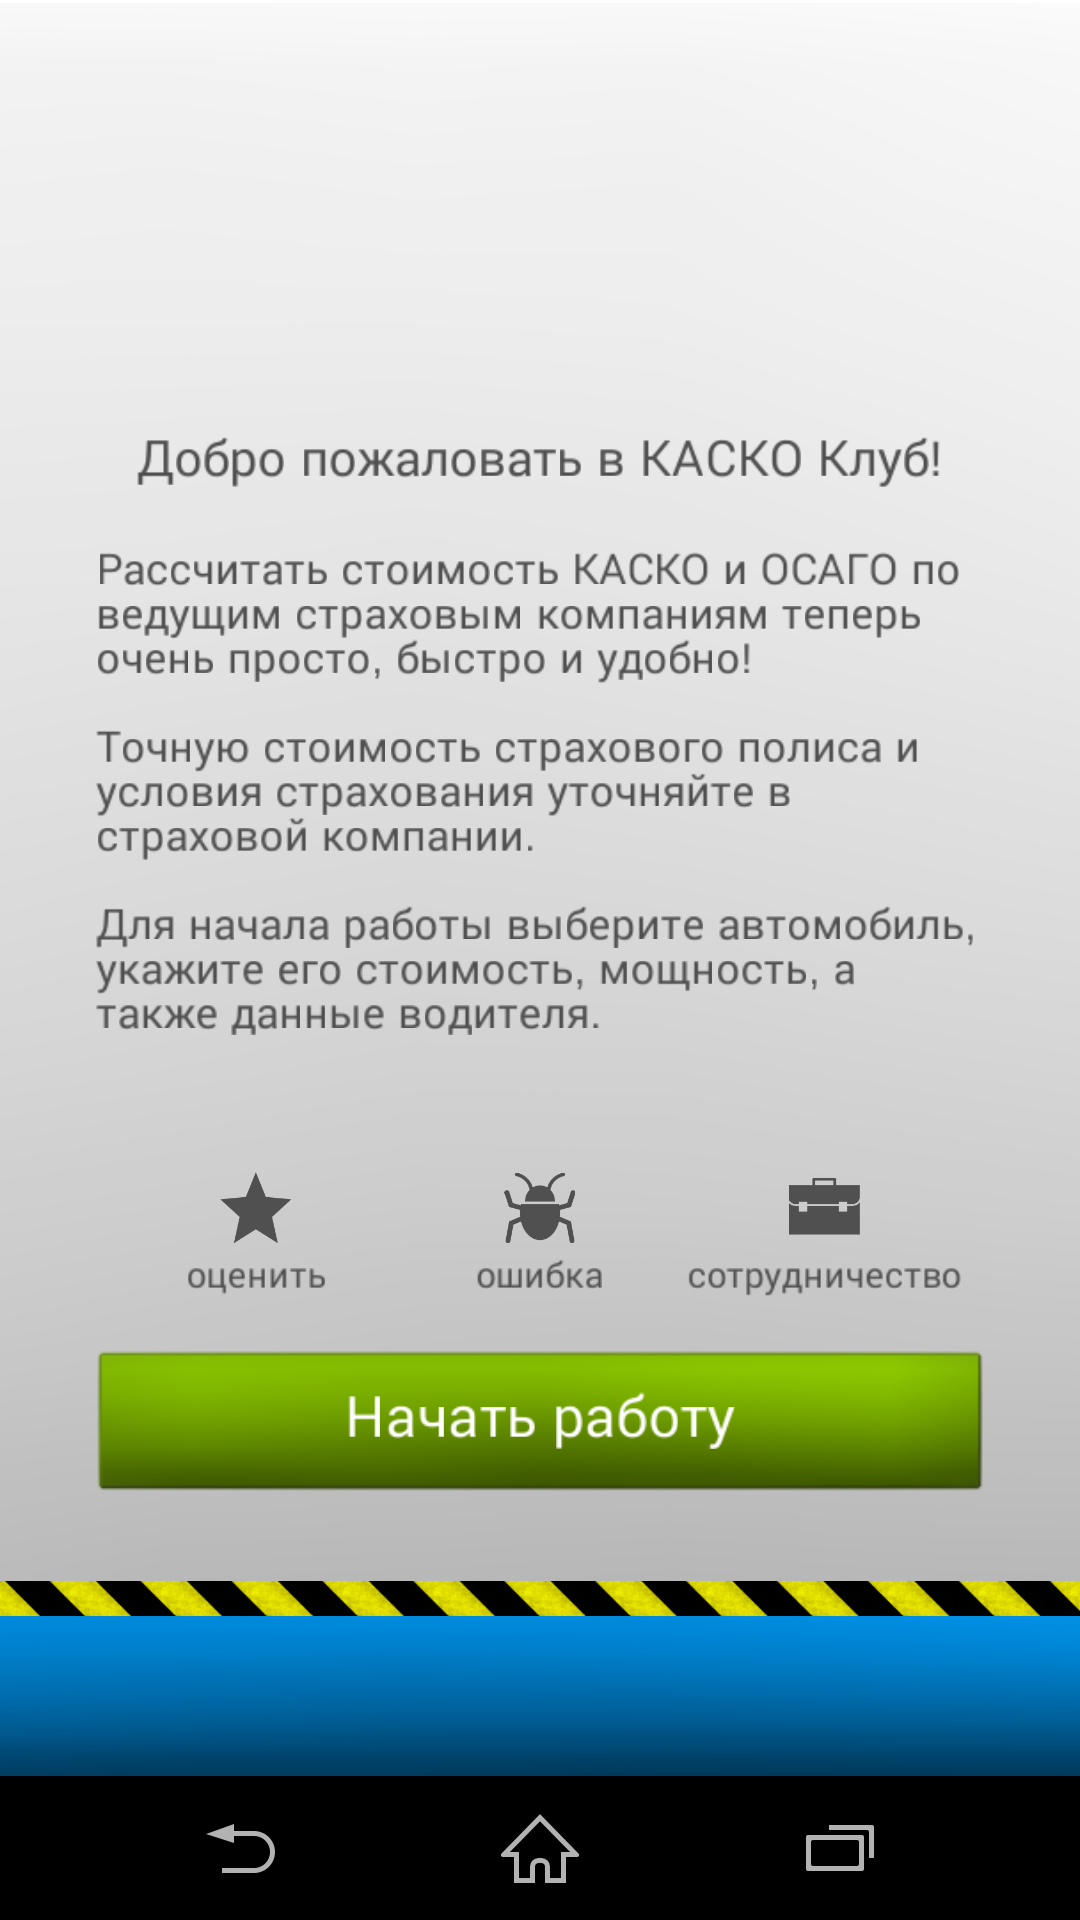 Добро пожаловать в КАСКО Клуб!
Рассчитать стоимость КАСКО и ОСАГО по
ведущим страховым компаниям теперь
очень просто, быстро и удобно!
Точную стоимость страхового полиса и
условия страхования уточняйте в
страховой компании.
Для начала работы выберите автомобиль,
укажите его стоимость, мощность, а
также данные водителя.
оценить
ошибка
сотрудничество
Начать работу